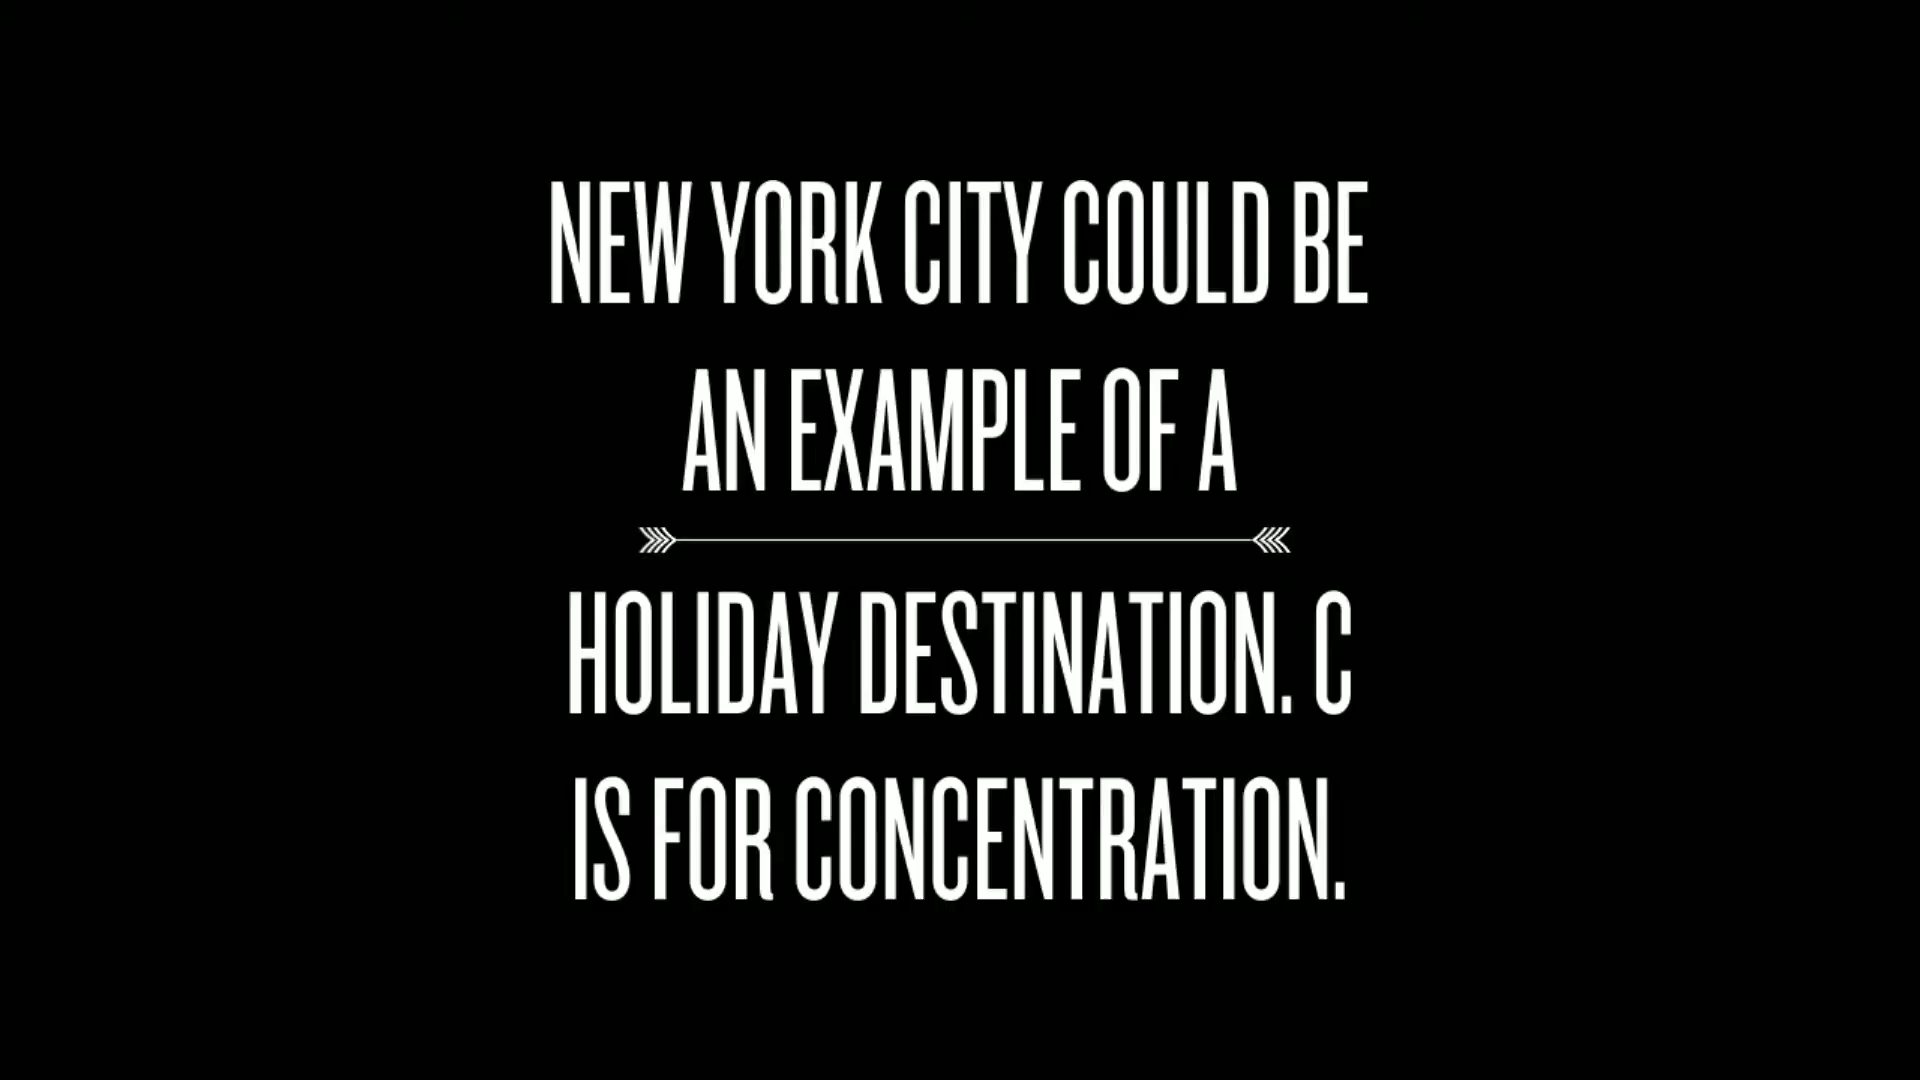 NEW YORK CITY COULD BE
AN EXAMPLE OF A
HOLIDAY DESTINATION. C
IS FOR CONCENTRATION.